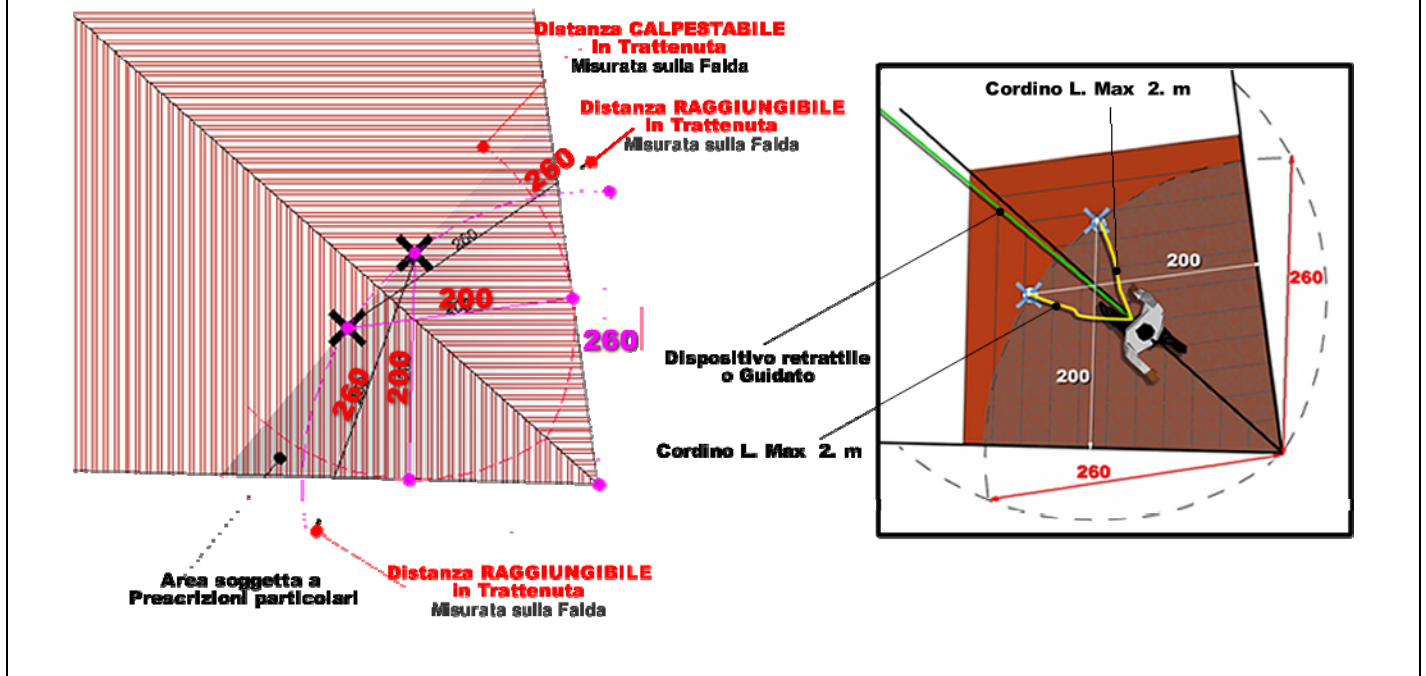 Distanza CALPESTABILE
In Trattenuta
Misurata sulla Falda
Distanza RAGGIUNGIBILE
in Trattenuta
Misurata sulla Falda
260
260
200
260
260
200
Area soggetta a
Prescrizioni particolari
Distanza RAGGIUNGIBILE
in Trattenuta
Misurata sulla Falda
Cordino L. Max 2. m
200
260
Dispositivo retrattile
o Guidato
200
Cordino L. Max 2. m
260